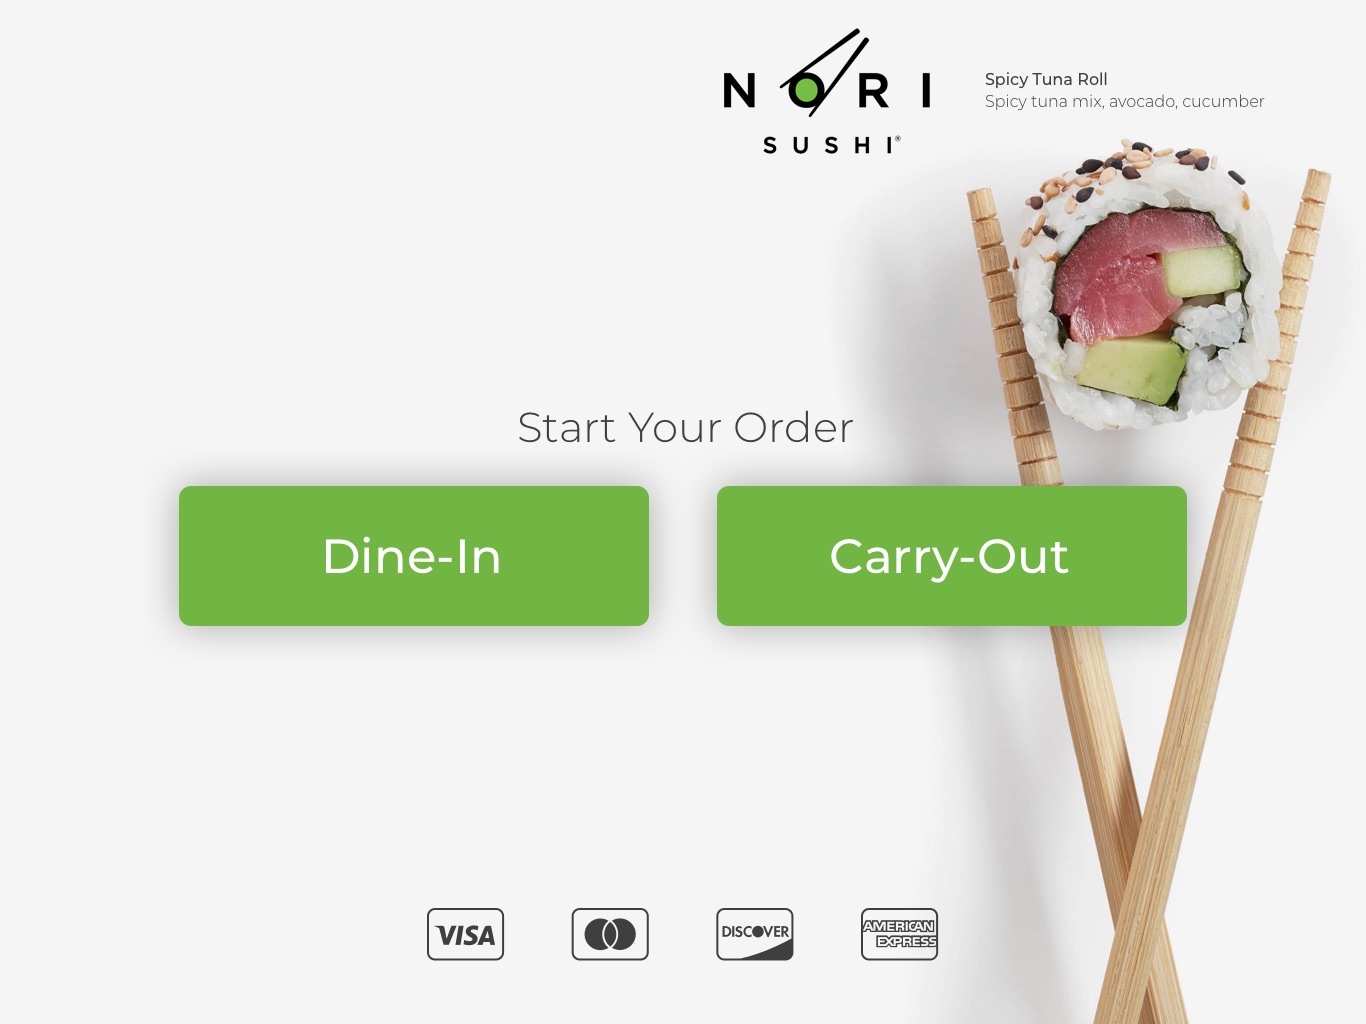 NORI
SUSHI®
Spicy Tuna Roll
Spicy tuna mix, avocado, cucumber
Start Your Order
Dine-In
Carry-Out
VISA
DISCOVER
AMERICAN
EXPRESS